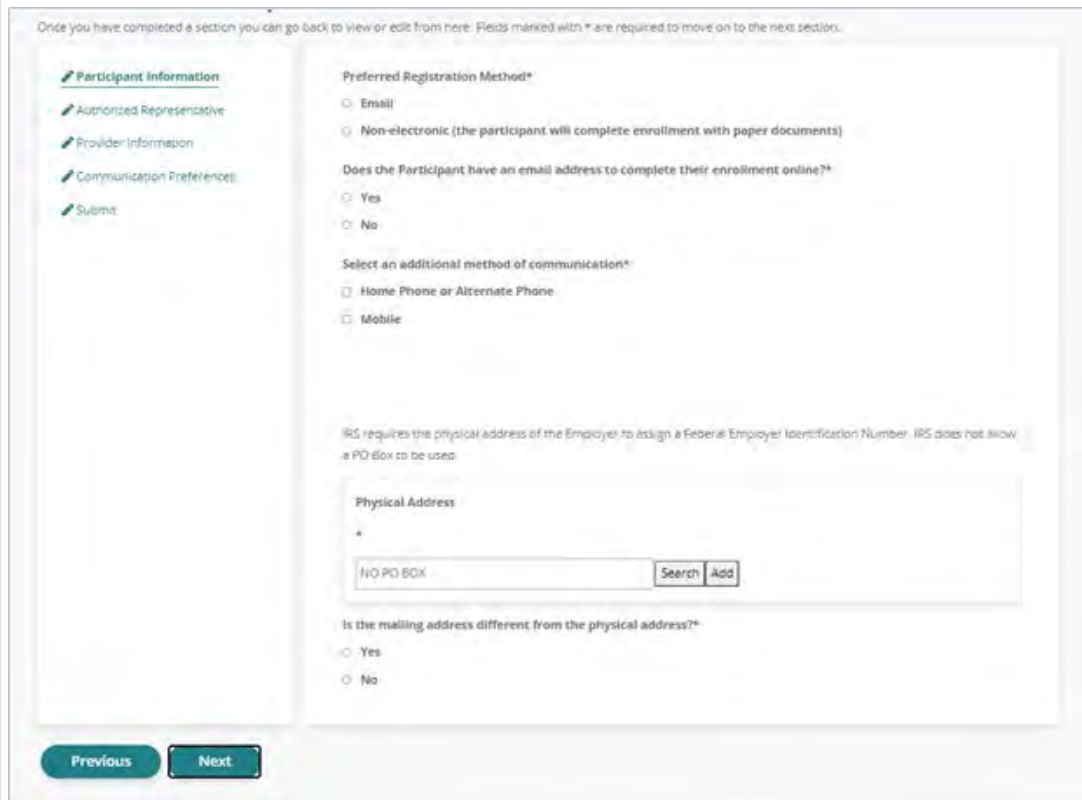 Once you have completed a section you can go back to view or edit from here. Fields marked with * are required to move on to the next section.
Participant Information
Authorized Representative
Provider Information
Communication Preferences
Submit
Preferred Registration Method*
Email
Non-electronic (the participant will complete enrollment with paper documents)
Does the Participant have an email address to complete their enrollment online?*
Yes
No
Select an additional method of communication*
Home Phone or Alternate Phone
Mobile
IRS requires the physical address of the Employer to assign a Federal Employer Identification Number. IRS does not allow
a PO Box to be used.
Physical Address
*
NO PO BOX Search Add
Is the mailing address different from the physical address?*
Yes
No
Previous Next